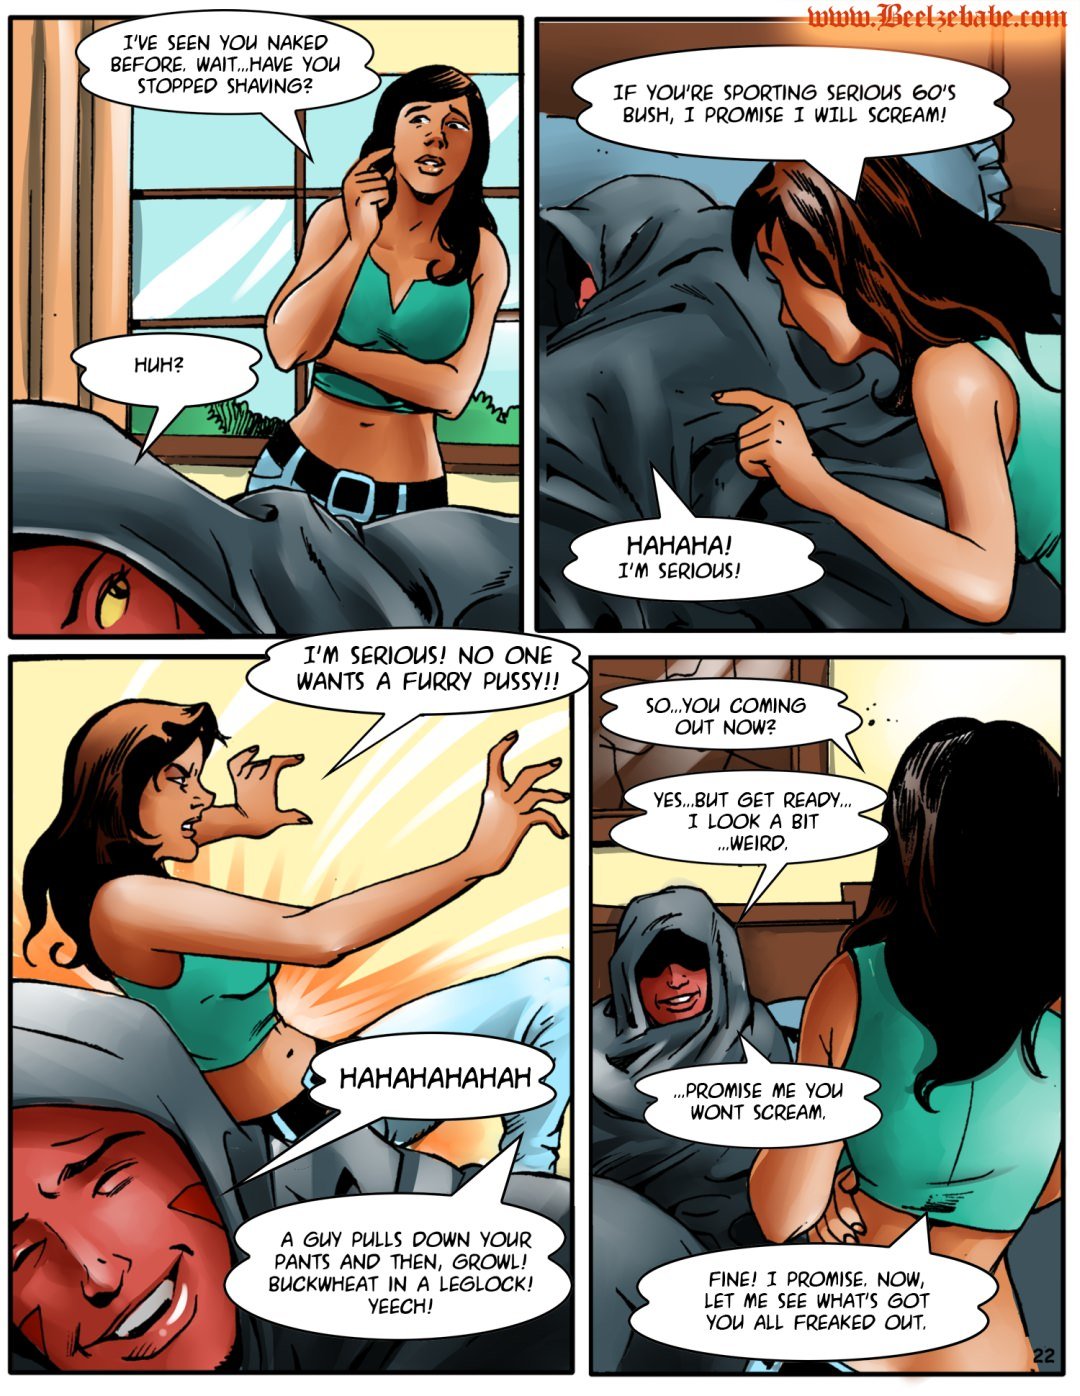 www.Beelzebabe.com
I'VE SEEN YOU NAKED
BEFORE. WAIT...HAVE YOU
STOPPED SHAVING?
HUH?
IF YOU'RE SPORTING SERIOUS 60'S
BUSH, I PROMISE I WILL SCREAM!
HAHAHA!
I'M SERIOUS!
I'M SERIOUS! NO ONE
WANTS A FURRY PUSSY!!
HAHAHAHAHAH
A GUY PULLS DOWN YOUR
PANTS AND THEN, GROWL!
BUCKWHEAT IN A LEGLOCK!
YEECH!
SO...YOU COMING
OUT NOW?
YES...BUT GET READY...
I LOOK A BIT
...WEIRD.
...PROMISE ME YOU
WONT SCREAM.
FINE! I PROMISE. NOW,
LET ME SEE WHAT'S GOT
YOU ALL FREAKED OUT.
22